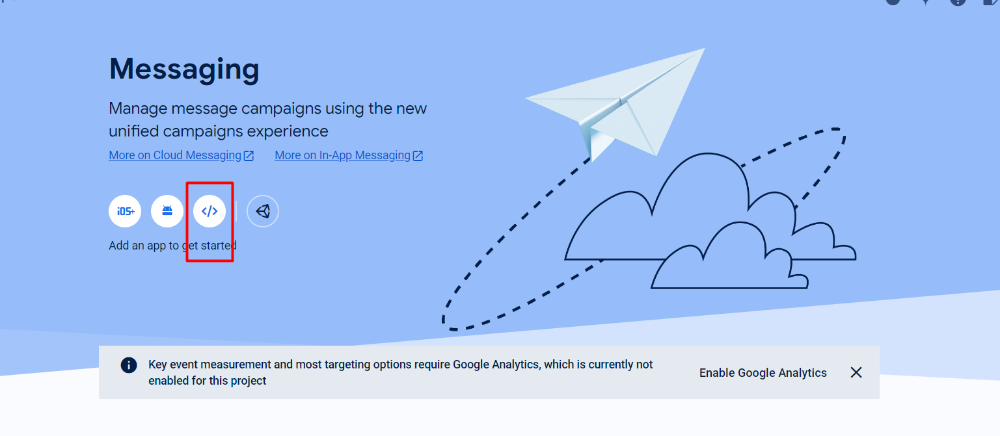 Messaging
Manage message campaigns using the new
unified campaigns experience
More on Cloud Messaging More on In-App Messaging
iOS+ </>
Add an app to get started
Key event measurement and most targeting options require Google Analytics, which is currently not
enabled for this project
Enable Google Analytics